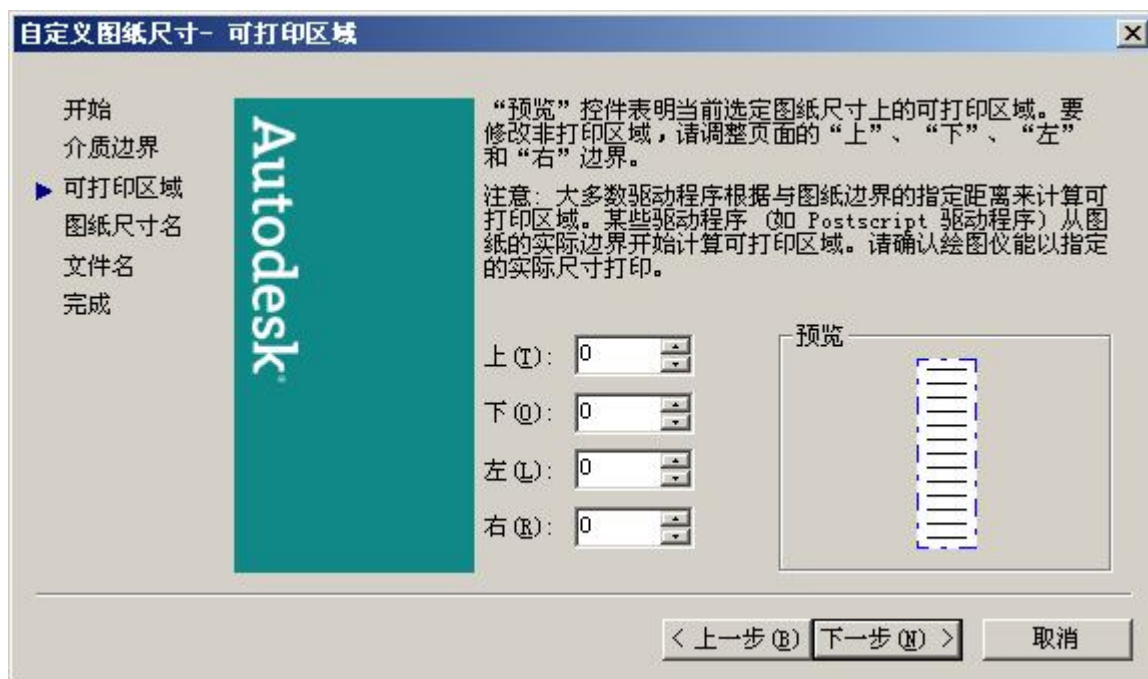 自定义图纸尺寸- 可打印区域
开始
介质边界
可打印区域
图纸尺寸名
文件名
完成
Autodesk
“预览”控件表明当前选定图纸尺寸上的可打印区域。要
修改非打印区域，请调整页面的“上”、“下”、“左”
和“右”边界。
注意: 大多数驱动程序根据与图纸边界的指定距离来计算可
打印区域。某些驱动程序 (如 Postscript 驱动程序) 从图
纸的实际边界开始计算可打印区域。请确认绘图仪能以指定
的实际尺寸打印。
上(T): 0
下(O): 0
左(L): 0
右(R): 0
预览
< 上一步(B) 下一步(N) > 取消